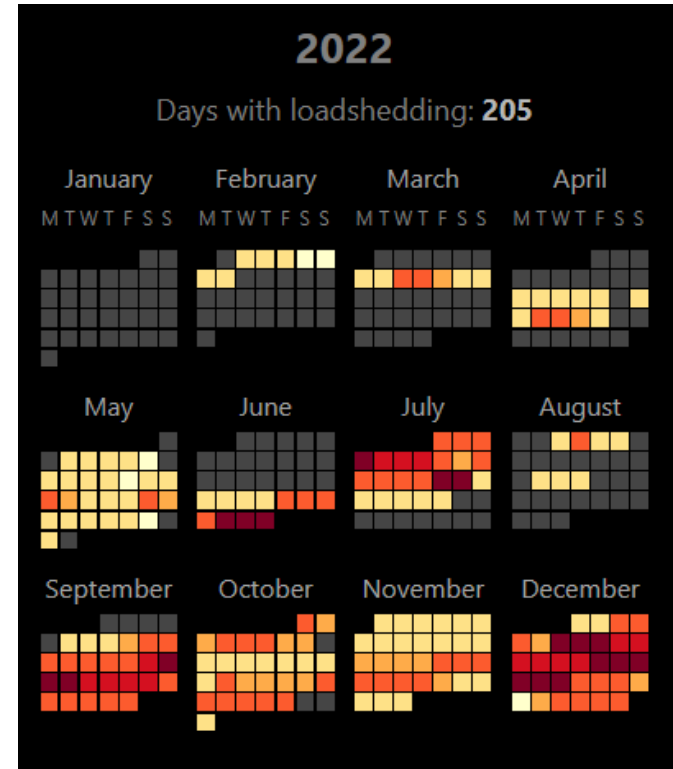 2022
Days with loadshedding: 205
January February March April
M T W T F S S M T W T F S S M T W T F S S M T W T F S S
May June July August
September October November December